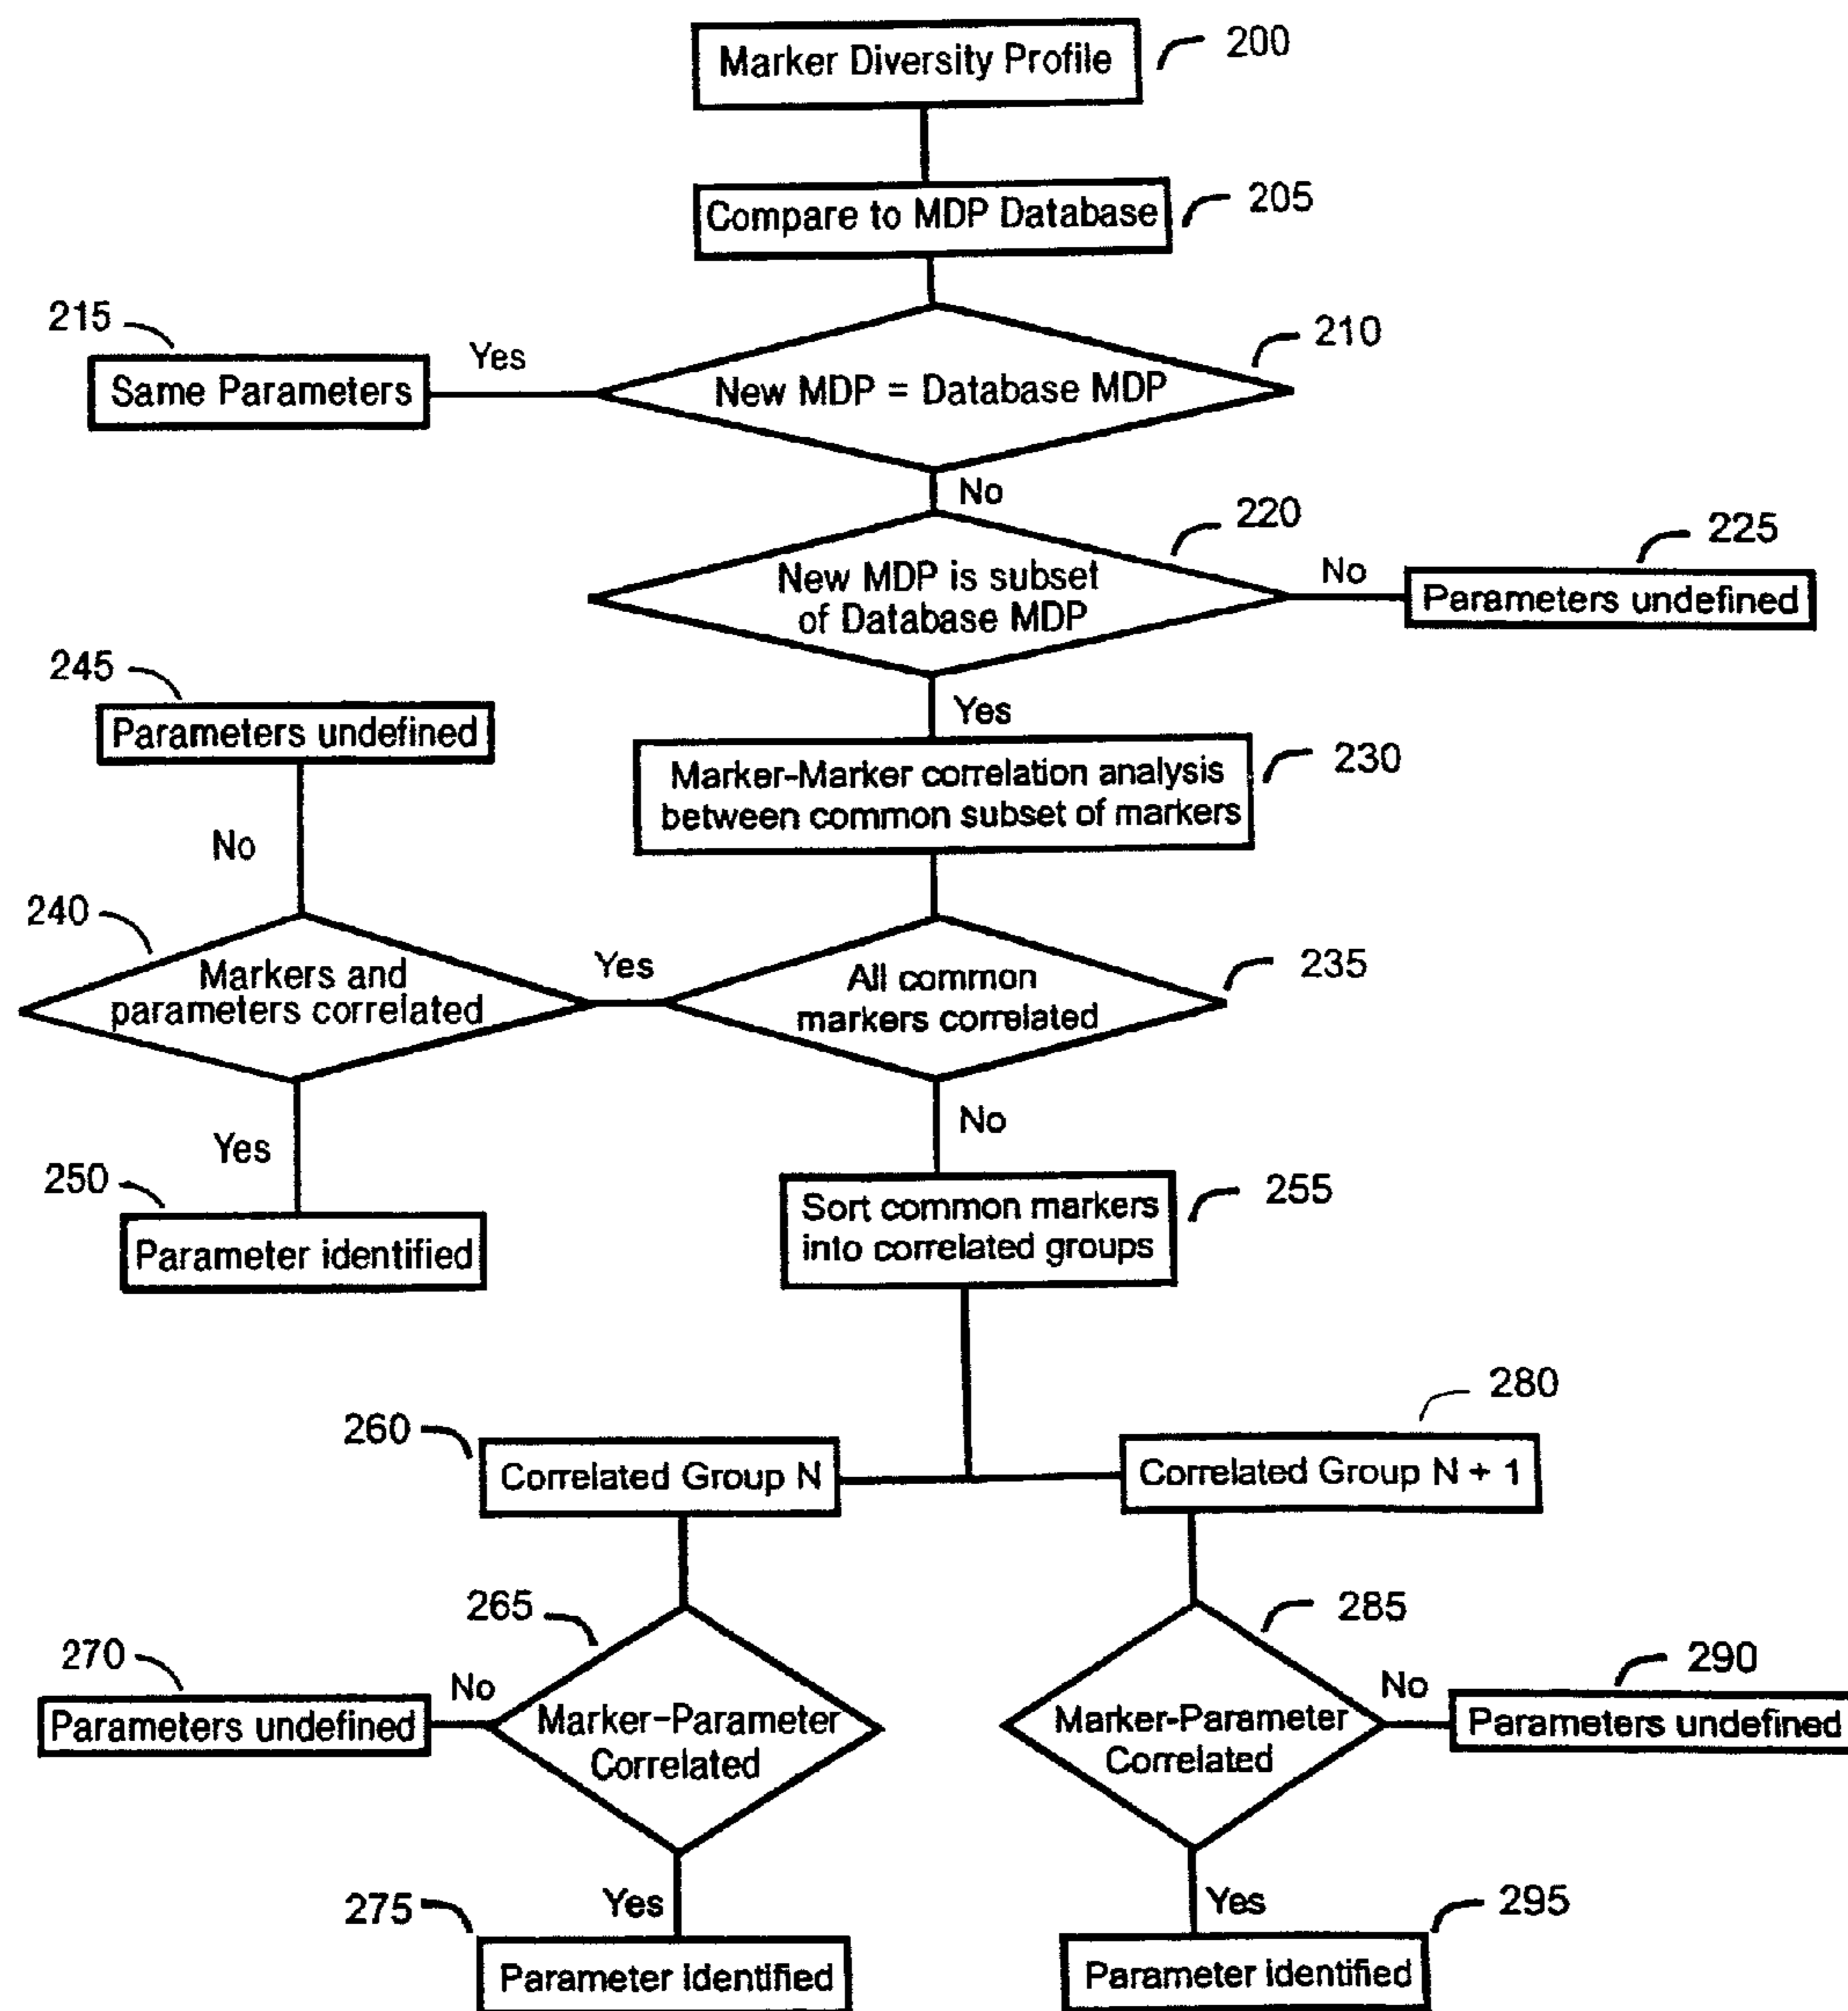 Marker Diversity Profile
200
Compare to MDP Database
205
215
Same Parameters
Yes
New MDP = Database MDP
210
No
220
New MDP is subset
of Database MDP
No
225
Parameters undefined
245
Parameters undefined
Yes
Marker-Marker correlation analysis
between common subset of markers
230
No
240
Markers and
parameters correlated
Yes
All common
markers correlated
235
Yes
No
250
Parameter identified
Sort common markers
into correlated groups
255
260
Correlated Group N
280
Correlated Group N + 1
265
285
270
Parameters undefined
No
Marker-Parameter
Correlated
Marker-Parameter
Correlated
No
290
Parameters undefined
275
Yes
Parameter identified
Yes
295
Parameter identified